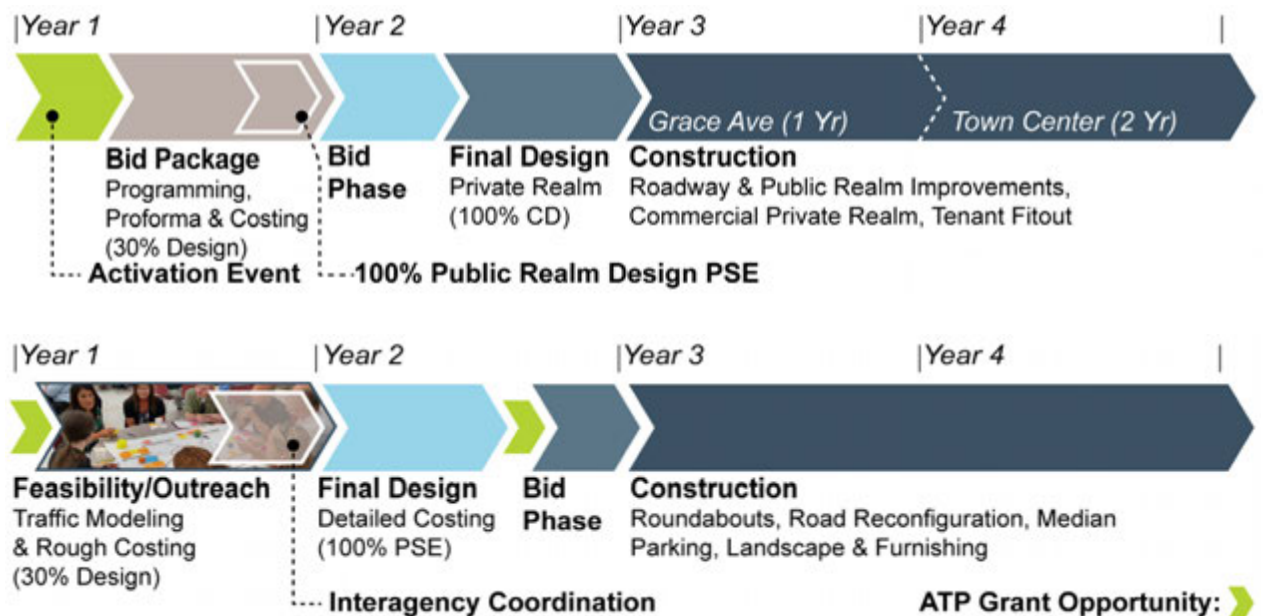 Year 1
Year 2
Year 3
Year 4
Grace Ave (1 Yr)
Town Center (2 Yr)
Bid Package
Programming,
Proforma & Costing
(30% Design)
Bid
Phase
Final Design
Private Realm
(100% CD)
Construction
Roadway & Public Realm Improvements,
Commercial Private Realm, Tenant Fitout
Activation Event
100% Public Realm Design PSE
Year 1
Year 2
Year 3
Year 4
Feasibility/Outreach
Traffic Modeling
& Rough Costing
(30% Design)
Final Design
Detailed Costing
(100% PSE)
Bid
Phase
Construction
Roundabouts, Road Reconfiguration, Median
Parking, Landscape & Furnishing
Interagency Coordination
ATP Grant Opportunity: